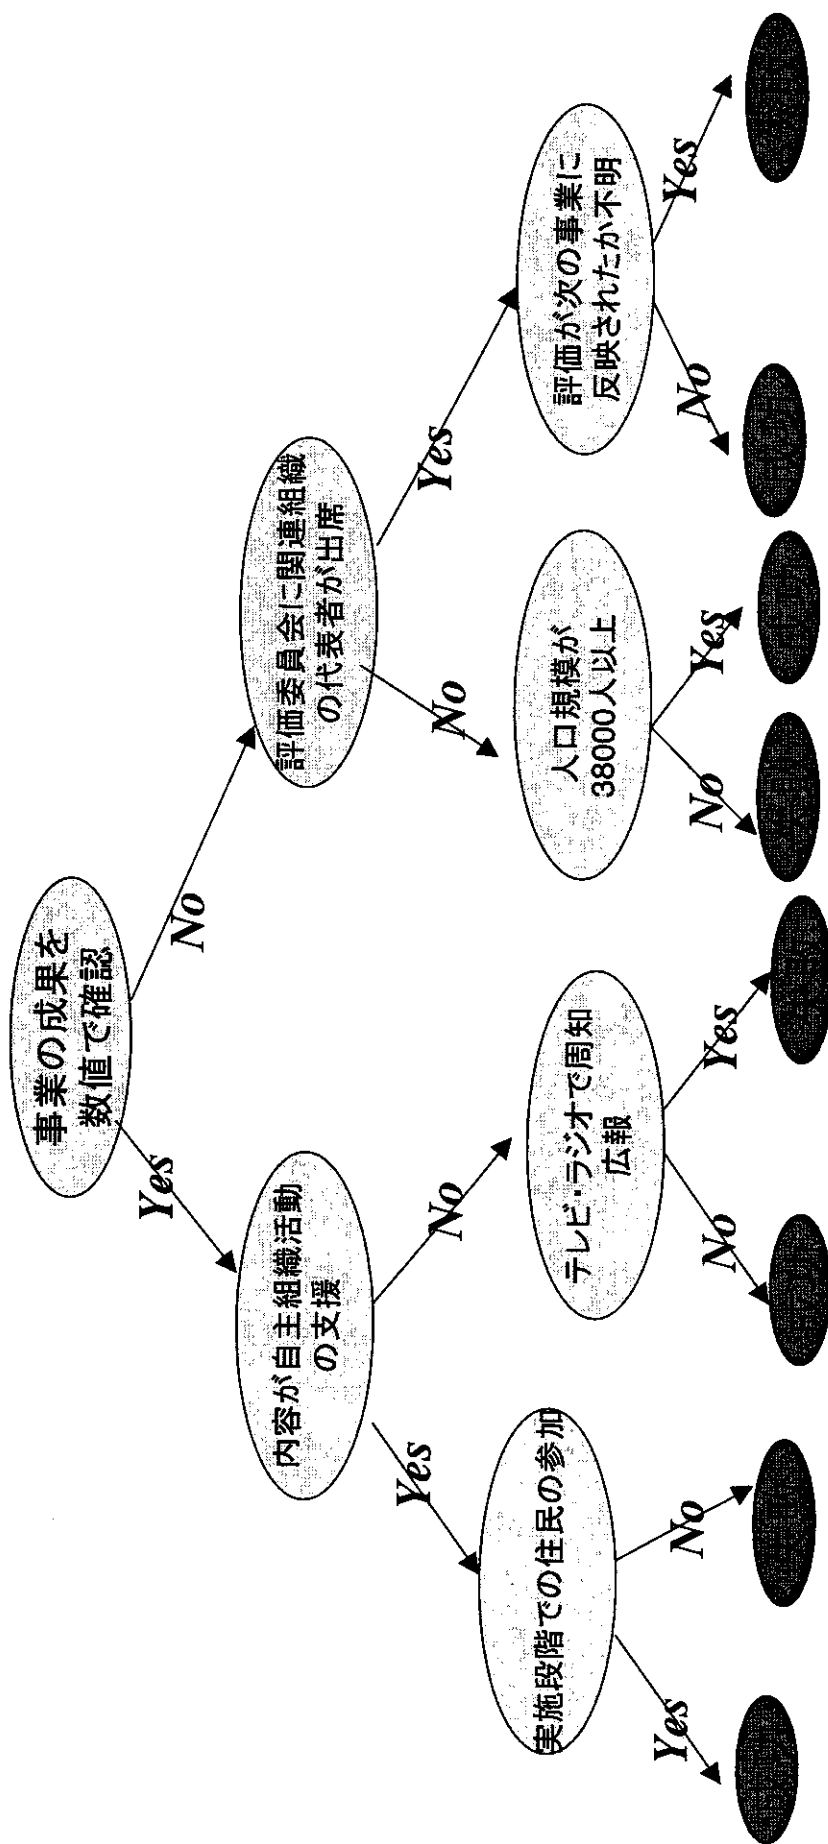 事業の成果を
数値で確認
Yes
No
内容が自主組織活動
の支援
評価委員会に関連組織
の代表者が出席
Yes
No
No
Yes
実施段階での住民の参加
テレビ・ラジオで周知
広報
人口規模が
38000人以上
評価が次の事業に
反映されたか不明
Yes
No
No
Yes
No
Yes
No
Yes